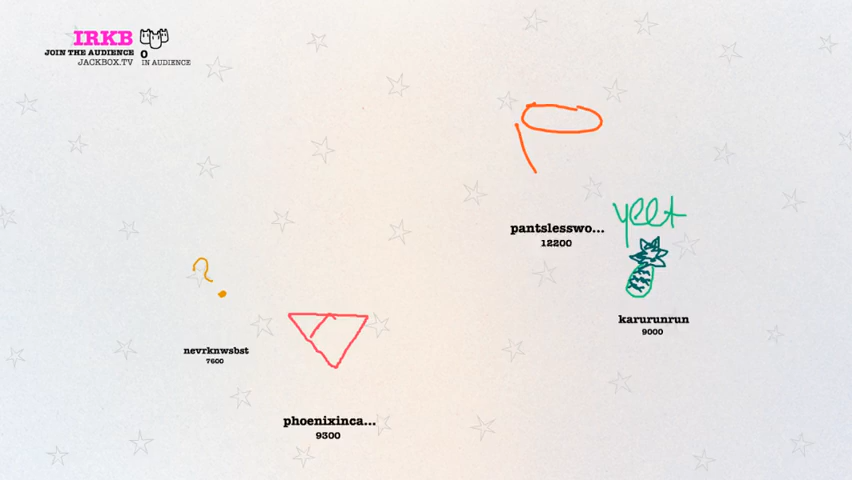 IRKB
JOIN THE AUDIENCE
JACKBOX.TV
0
IN AUDIENCE
pantslesswo...
12200
yeet
karurunrun
9000
?
nevrknwsbst
7600
phoenixinca...
9300